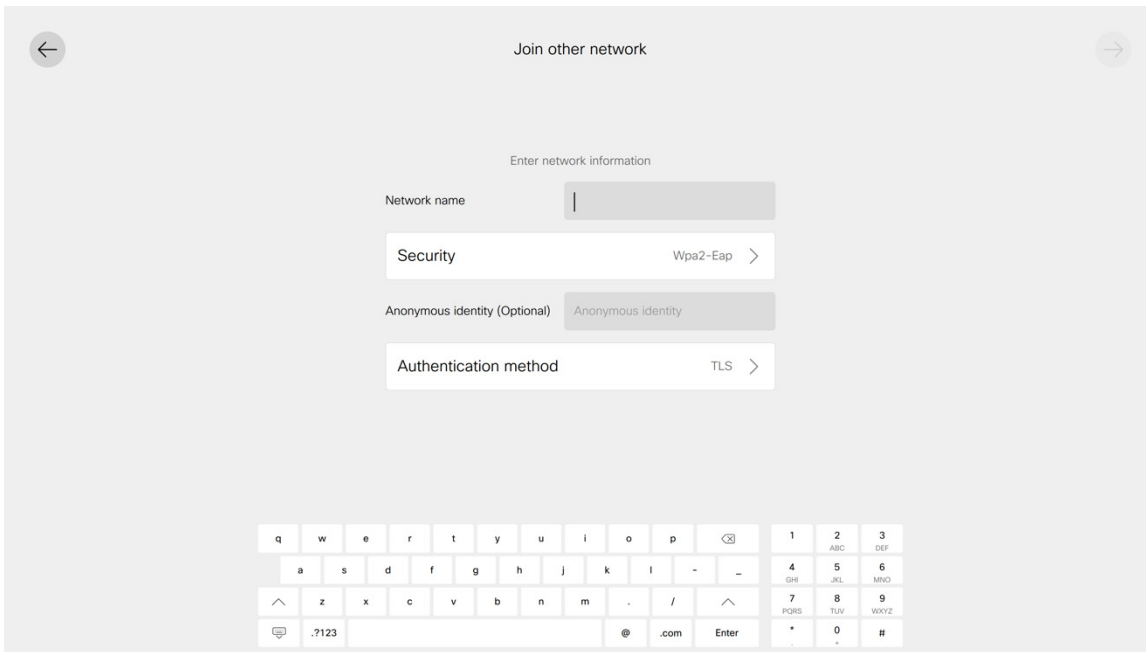 Join other network
Enter network information
Network name
Security Wpa2-Eap
Anonymous identity (Optional) Anonymous identity
Authentication method TLS
q w e r t y u i o p 1 2 3
ABC DEF
a s d f g h j k l - _ 4 5 6
GHI JKL MNO
z x c v b n m . / 7 8 9
PQRS TUV WXYZ
.?123 @ .com Enter * 0 #
. +